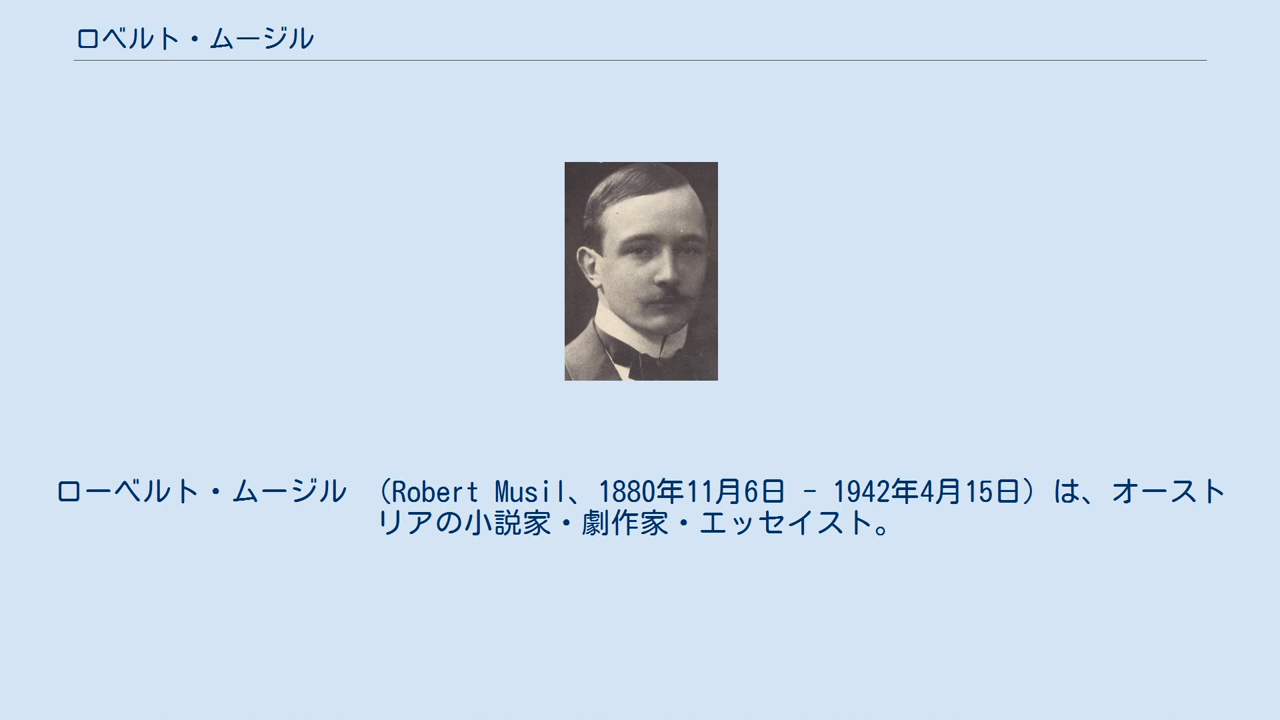 ロベルト・ムージル
ローベルト・ムージル （Robert Musil、1880年11月6日 - 1942年4月15日）は、オースト
リアの小説家・劇作家・エッセイスト。